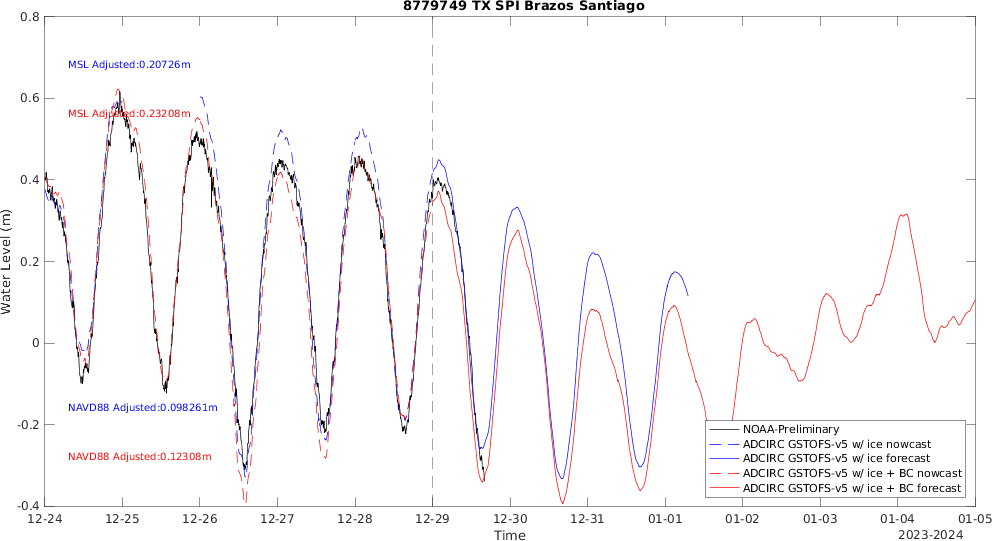 8779749 TX SPI Brazos Santiago
0.8
0.6
0.4
0.2
0
-0.2
-0.4
Water Level (m)
MSL Adjusted:0.20726m
MSL Adjusted:0.23208m
NAVD88 Adjusted:0.098261m
NAVD88 Adjusted:0.12308m
NOAA-Preliminary
ADCIRC GSTOFS-v5 w/ ice nowcast
ADCIRC GSTOFS-v5 w/ ice forecast
ADCIRC GSTOFS-v5 w/ ice + BC nowcast
ADCIRC GSTOFS-v5 w/ ice + BC forecast
12-24 12-25 12-26 12-27 12-28 12-29 12-30 12-31 01-01 01-02 01-03 01-04 01-05
Time
2023-2024